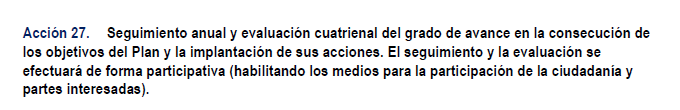 Acción 27. Seguimiento anual y evaluación cuatrienal del grado de avance en la consecución de
los objetivos del Plan y la implantación de sus acciones. El seguimiento y la evaluación se
efectuará de forma participativa (habilitando los medios para la participación de la ciudadanía y
partes interesadas).